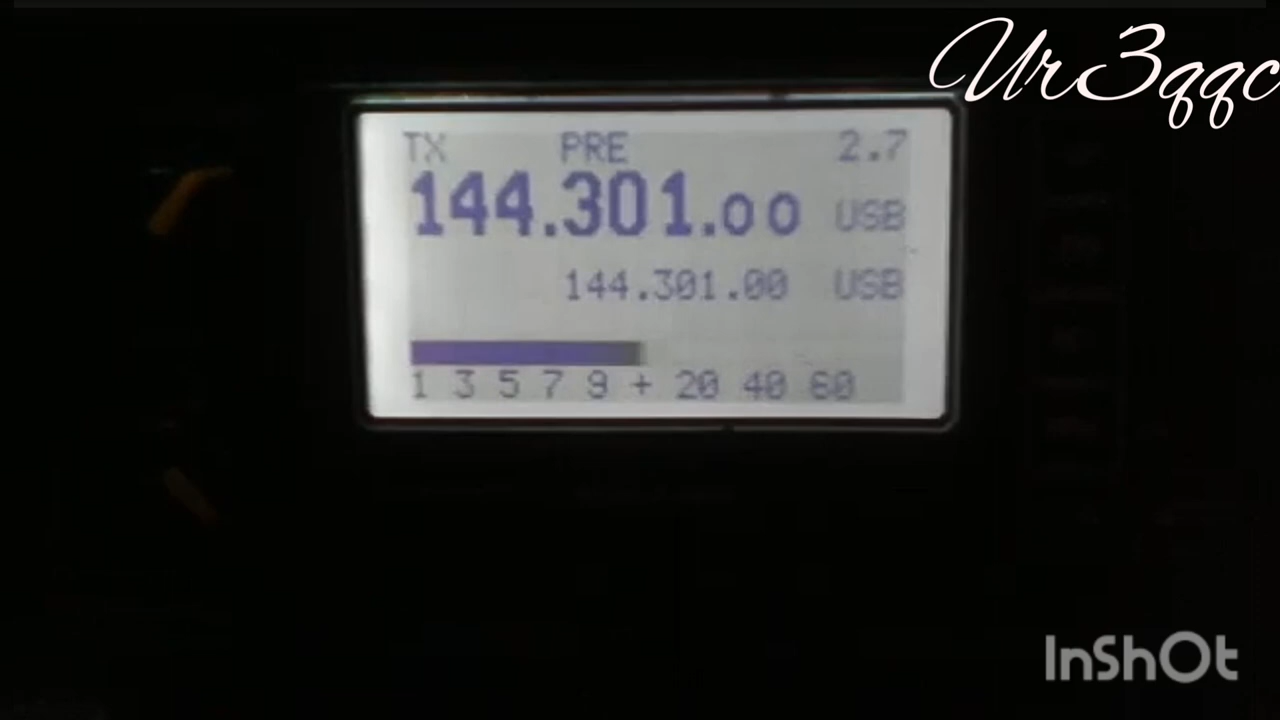 Ur3qqc
TX PRE 2.7
144.301.00 USB
144.301.00 USB
1 3 5 7 9 + 20 40 60
InShOt